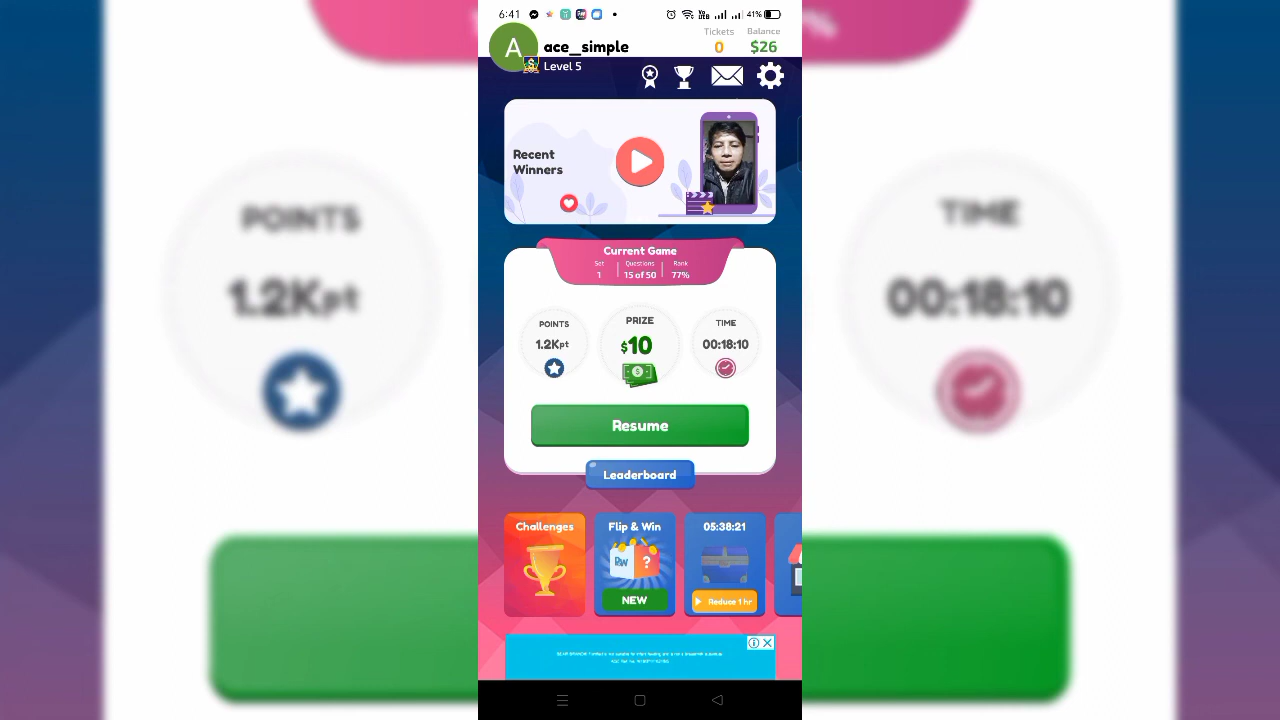 6:41
41%
Tickets
Balance
A
ace_simple
0
$26
Level 5
Recent
Winners
Current Game
Set
Questions
Rank
1
15 of 50
77%
POINTS
PRIZE
TIME
1.2Kpt
$10
00:18:10
Resume
Leaderboard
Challenges
Flip & Win
05:38:21
?
NEW
Reduce 1 hr
POINTS
1.2Kpt
TIME
00:18:10